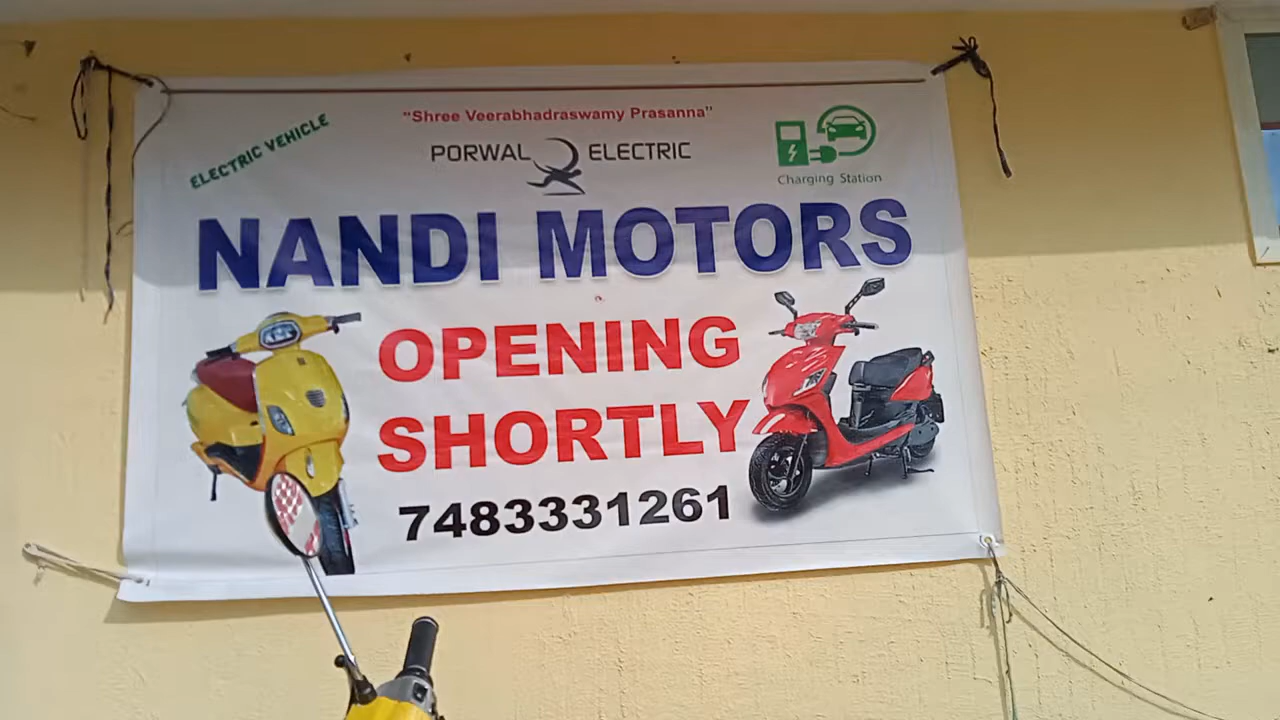 "Shree Veerabhadraswamy Prasanna"
ELECTRIC VEHICLE
PORWAL ELECTRIC
Charging Station
NANDI MOTORS
OPENING
SHORTLY
7483331261